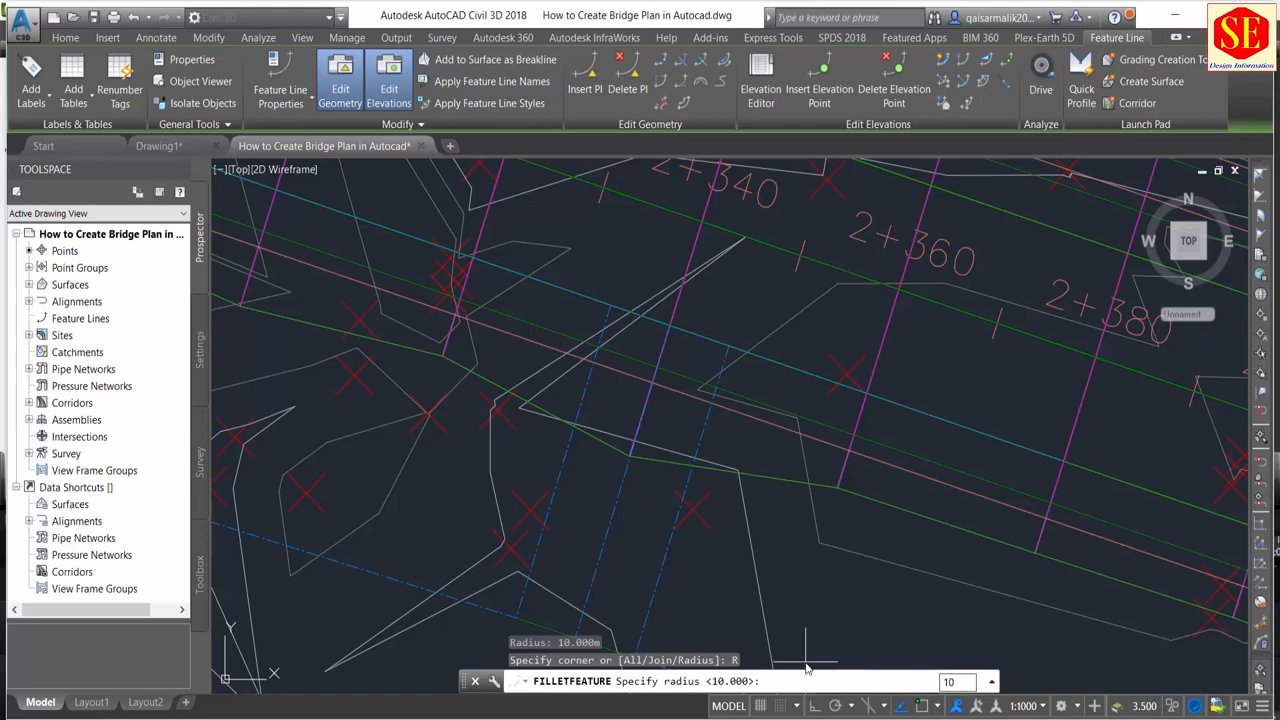 Autodesk AutoCAD Civil 3D 2018 How to Create Bridge Plan in Autocad.dwg
Type a keyword or phrase
qaisarmalik20...
SE
Design Information
C3D
Civil 3D
Home Insert Annotate Modify Analyze View Manage Output Survey Autodesk 360 Autodesk InfraWorks Help Add-ins Express Tools SPDS 2018 Featured Apps BIM 360 Plex-Earth 5D Feature Line
Add Labels
Add Tables
Renumber Tags
Properties
Object Viewer
Isolate Objects
Feature Line Properties
Edit Geometry
Edit Elevations
Add to Surface as Breakline
Apply Feature Line Names
Apply Feature Line Styles
Insert PI
Delete PI
Elevation Editor
Insert Elevation Point
Delete Elevation Point
Drive
Quick Profile
Grading Creation To
Create Surface
Corridor
Labels & Tables General Tools Modify Edit Geometry Edit Elevations Analyze Launch Pad
Start Drawing1* How to Create Bridge Plan in Autocad*
TOOLSPACE
Active Drawing View
How to Create Bridge Plan in ...
Points
Point Groups
Surfaces
Alignments
Feature Lines
Sites
Catchments
Pipe Networks
Pressure Networks
Corridors
Assemblies
Intersections
Survey
View Frame Groups
Data Shortcuts []
Surfaces
Alignments
Pipe Networks
Pressure Networks
Corridors
View Frame Groups
Prospector
Settings
Survey
Toolbox
[-][Top][2D Wireframe]
2+340
2+360
2+380
N
W TOP E
S
Unnamed
Y
X
Radius: 10.000m
Specify corner or [All/Join/Radius]: R
FILLETFEATURE Specify radius <10.000>: 10
Model Layout1 Layout2
MODEL 1:1000 3.500